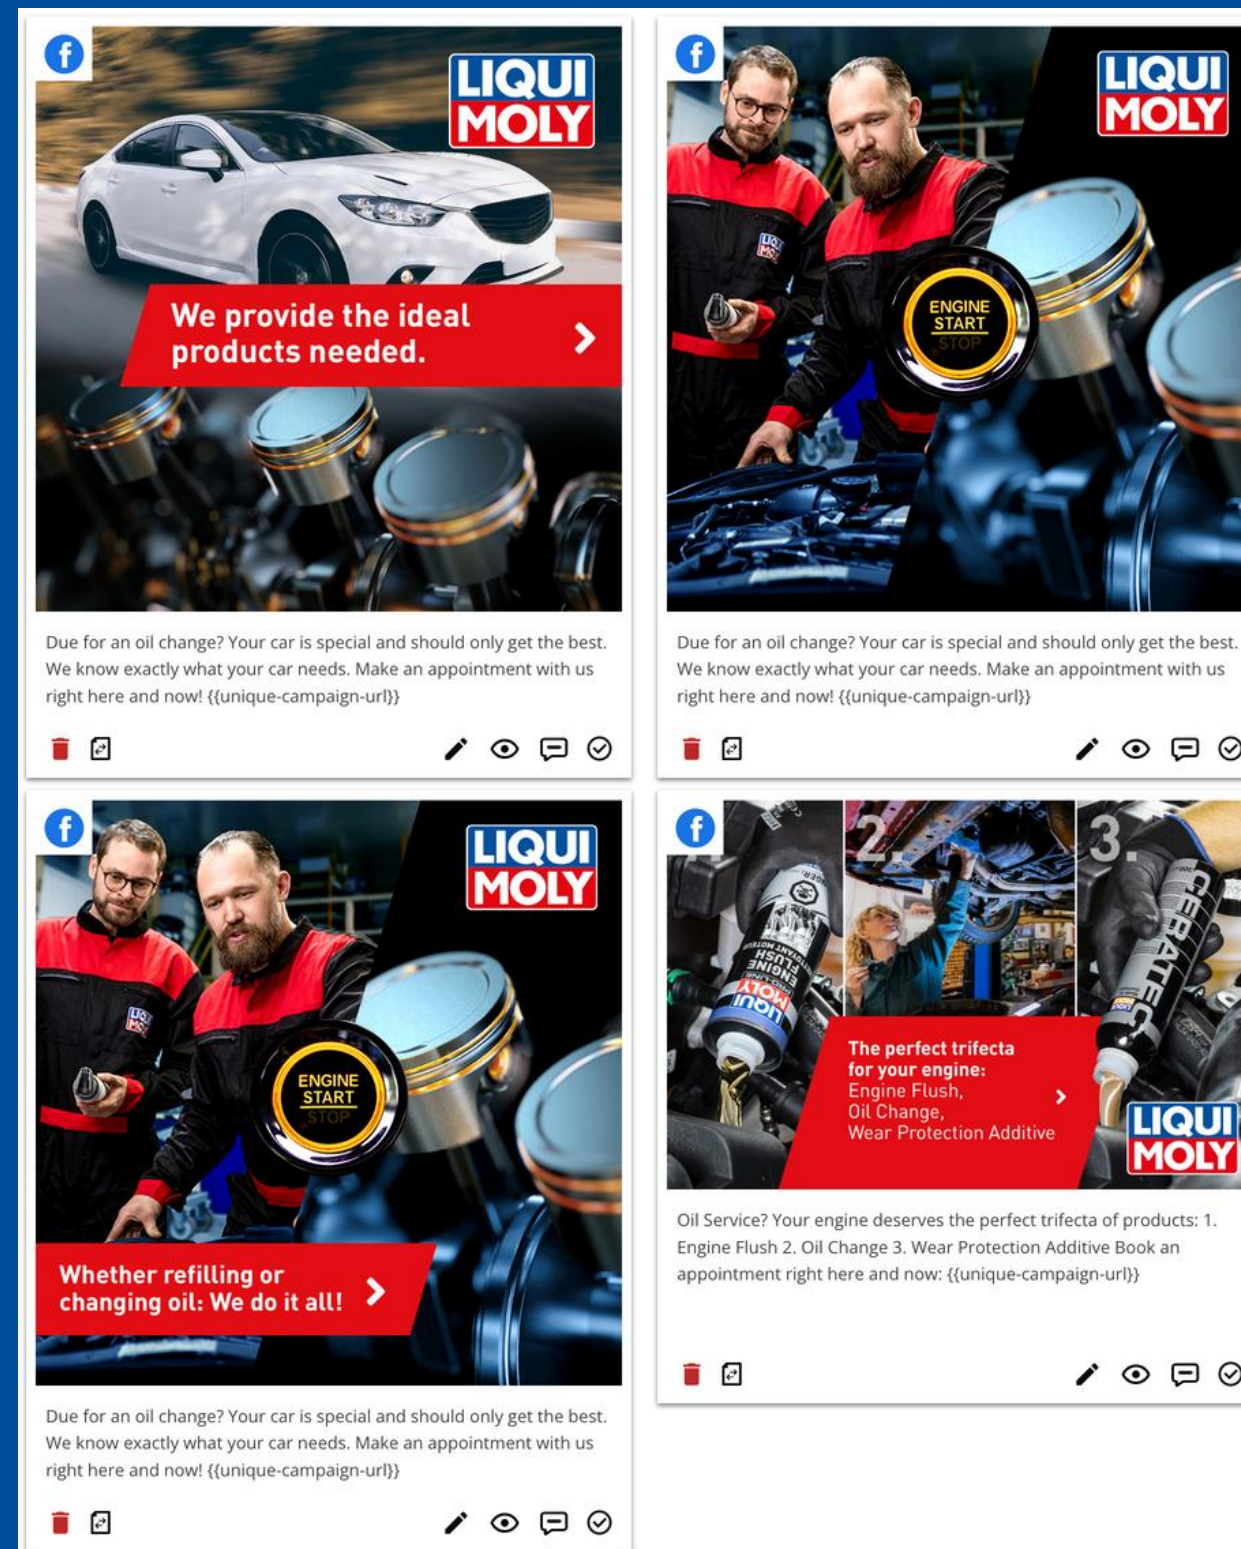 LIQUI
MOLY
We provide the ideal
products needed.
Due for an oil change? Your car is special and should only get the best.
We know exactly what your car needs. Make an appointment with us
right here and now! {{unique-campaign-url}}
LIQUI
MOLY
ENGINE
START
STOP
Due for an oil change? Your car is special and should only get the best.
We know exactly what your car needs. Make an appointment with us
right here and now! {{unique-campaign-url}}
LIQUI
MOLY
ENGINE
START
STOP
Whether refilling or
changing oil: We do it all!
Due for an oil change? Your car is special and should only get the best.
We know exactly what your car needs. Make an appointment with us
right here and now! {{unique-campaign-url}}
2.
3.
ENGINE
FLUSH
LIQUI
MOLY
CERATEC
The perfect trifecta
for your engine:
Engine Flush,
Oil Change,
Wear Protection Additive
LIQUI
MOLY
Oil Service? Your engine deserves the perfect trifecta of products: 1.
Engine Flush 2. Oil Change 3. Wear Protection Additive Book an
appointment right here and now: {{unique-campaign-url}}